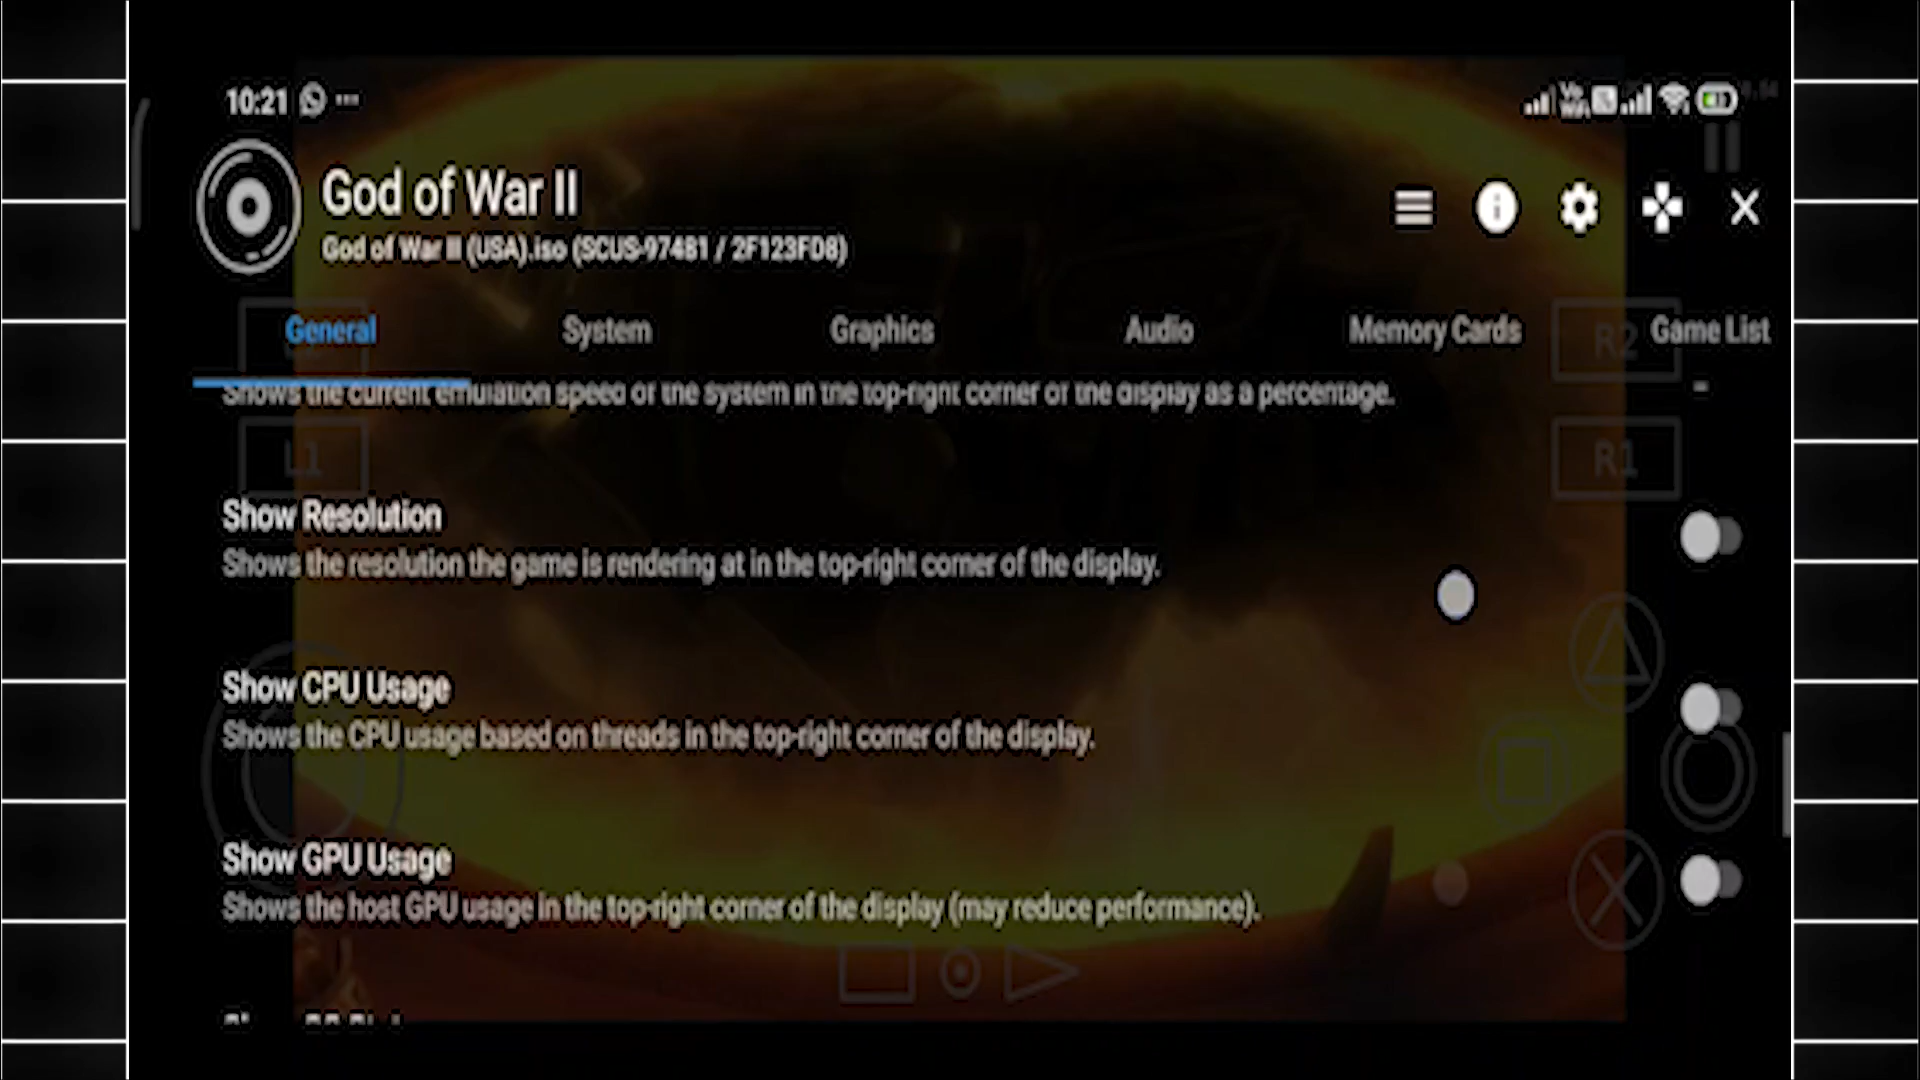 10:21
God of War II
God of War II (USA).iso (SCUS-97481 / 2F123FD8)
General System Graphics Audio Memory Cards Game List
Shows the current emulation speed of the system in the top-right corner of the display as a percentage.
L1
R2
R1
Show Resolution
Shows the resolution the game is rendering at in the top-right corner of the display.
Show CPU Usage
Shows the CPU usage based on threads in the top-right corner of the display.
Show GPU Usage
Shows the host GPU usage in the top-right corner of the display (may reduce performance).